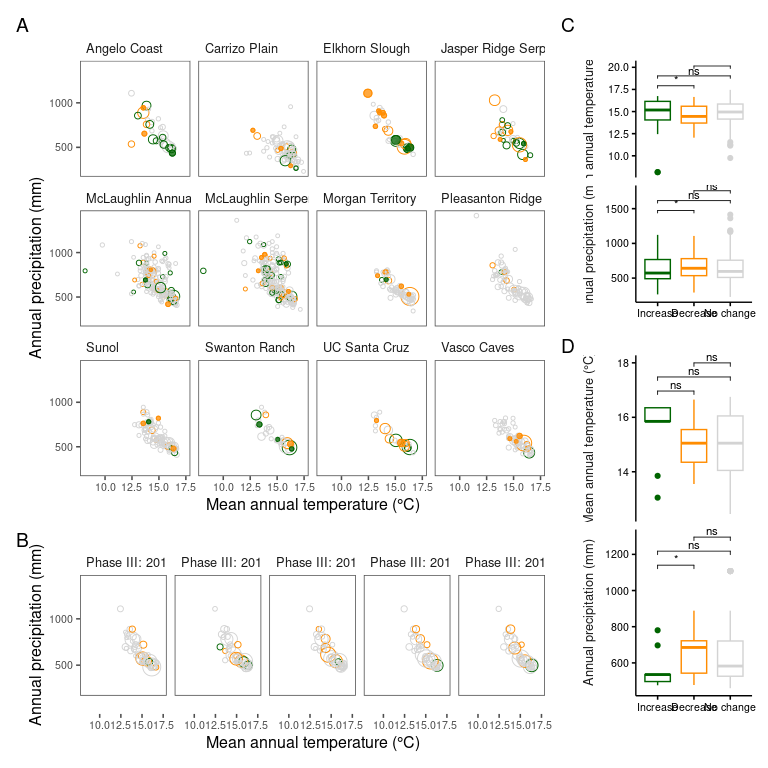 A
C
Angelo Coast
Carrizo Plain
Elkhorn Slough
Jasper Ridge Serp
1000
500
McLaughlin Annua
McLaughlin Serpe
Morgan Territory
Pleasanton Ridge
1000
500
Sunol
Swanton Ranch
UC Santa Cruz
Vasco Caves
1000
500
Annual precipitation (mm)
10.0 12.5 15.0 17.5
10.0 12.5 15.0 17.5
10.0 12.5 15.0 17.5
10.0 12.5 15.0 17.5
Mean annual temperature (°C)
B
Phase III: 201
Phase III: 201
Phase III: 201
Phase III: 201
Phase III: 201
1000
500
Annual precipitation (mm)
10.012.515.017.5
10.012.515.017.5
10.012.515.017.5
10.012.515.017.5
10.012.515.017.5
Mean annual temperature (°C)
20.0
17.5
15.0
12.5
10.0
annual temperature
ns
*
1500
1000
500
nual precipitation (m
ns
ns
*
Increase
Decrease
No change
D
18
16
14
Mean annual temperature (°C
ns
ns
ns
1200
1000
800
600
Annual precipitation (mm)
ns
ns
*
Increase
Decrease
No change